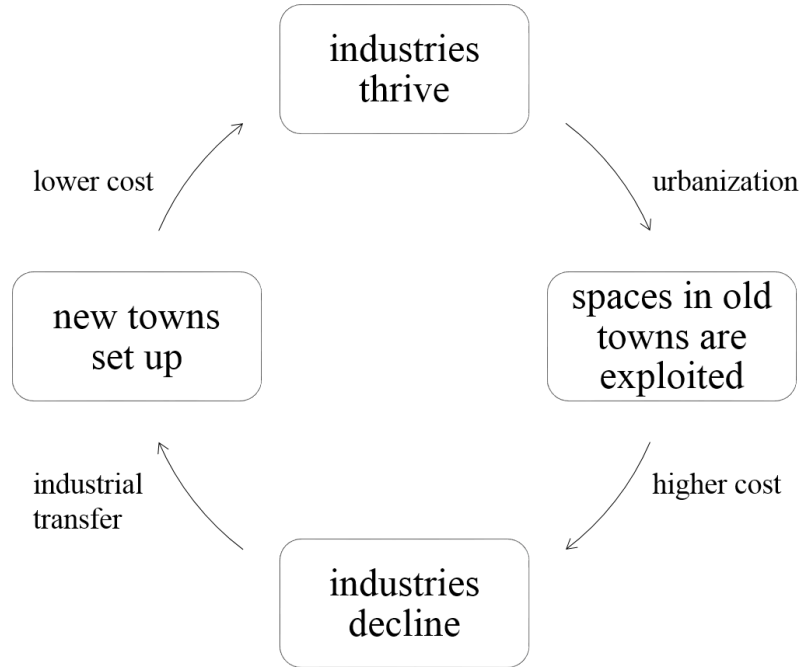 industries
thrive
lower cost
urbanization
new towns
set up
spaces in old
towns are
exploited
industrial
transfer
higher cost
industries
decline